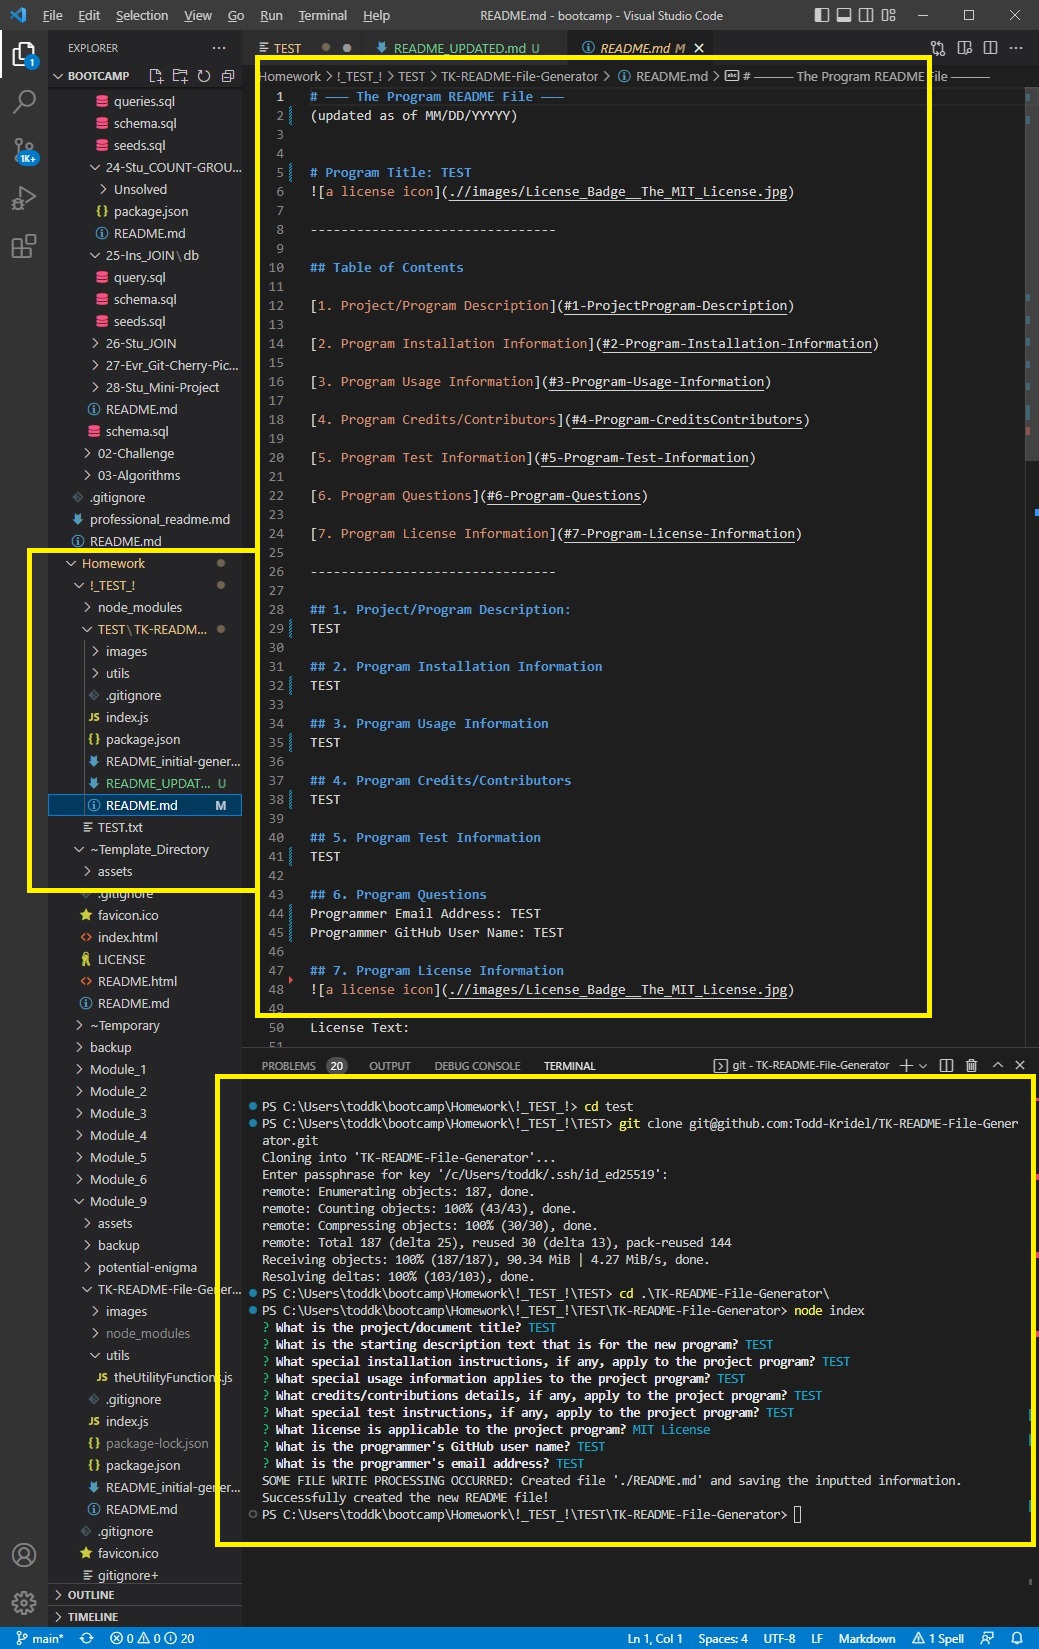 File Edit Selection View Go Run Terminal Help README.md - bootcamp - Visual Studio Code
EXPLORER ···
TEST
README_UPDATED.md U
README.md M
BOOTCAMP
Homework > !_TEST_! > TEST > TK-README-File-Generator > README.md > # ——— The Program README File ———
queries.sql
schema.sql
seeds.sql
24-Stu_COUNT-GROU...
Unsolved
package.json
README.md
25-Ins_JOIN \ db
query.sql
schema.sql
seeds.sql
26-Stu_JOIN
27-Evr_Git-Cherry-Pic...
28-Stu_Mini-Project
README.md
schema.sql
02-Challenge
03-Algorithms
.gitignore
professional_readme.md
README.md
Homework
!_TEST_!
node_modules
TEST \ TK-READM...
images
utils
.gitignore
index.js
package.json
README_initial-gener...
README_UPDAT... U
README.md M
TEST.txt
~Template_Directory
assets
.gitignore
favicon.ico
index.html
LICENSE
README.html
README.md
~Temporary
backup
Module_1
Module_2
Module_3
Module_4
Module_5
Module_6
Module_9
assets
backup
potential-enigma
TK-README-File-Gener...
images
node_modules
utils
theUtilityFunctions.js
.gitignore
index.js
package-lock.json
package.json
README_initial-gener...
README.md
.gitignore
favicon.ico
gitignore+
OUTLINE
TIMELINE
1 # ——— The Program README File ———
2 (updated as of MM/DD/YYYYY)
3
4
5 # Program Title: TEST
6 ![a license icon](.//images/License_Badge__The_MIT_License.jpg)
7
8 --------------------------------
9
10 ## Table of Contents
11
12 [1. Project/Program Description](#1-ProjectProgram-Description)
13
14 [2. Program Installation Information](#2-Program-Installation-Information)
15
16 [3. Program Usage Information](#3-Program-Usage-Information)
17
18 [4. Program Credits/Contributors](#4-Program-CreditsContributors)
19
20 [5. Program Test Information](#5-Program-Test-Information)
21
22 [6. Program Questions](#6-Program-Questions)
23
24 [7. Program License Information](#7-Program-License-Information)
25
26 --------------------------------
27
28 ## 1. Project/Program Description:
29 TEST
30
31 ## 2. Program Installation Information
32 TEST
33
34 ## 3. Program Usage Information
35 TEST
36
37 ## 4. Program Credits/Contributors
38 TEST
39
40 ## 5. Program Test Information
41 TEST
42
43 ## 6. Program Questions
44 Programmer Email Address: TEST
45 Programmer GitHub User Name: TEST
46
47 ## 7. Program License Information
48 ![a license icon](.//images/License_Badge__The_MIT_License.jpg)
49
50 License Text:
51
PROBLEMS 20 OUTPUT DEBUG CONSOLE TERMINAL git - TK-README-File-Generator
PS C:\Users\toddk\bootcamp\Homework\!_TEST_!> cd test
PS C:\Users\toddk\bootcamp\Homework\!_TEST_!\TEST> git clone git@github.com:Todd-Kridel/TK-README-File-Gener
ator.git
Cloning into 'TK-README-File-Generator'...
Enter passphrase for key '/c/Users/toddk/.ssh/id_ed25519':
remote: Enumerating objects: 187, done.
remote: Counting objects: 100% (43/43), done.
remote: Compressing objects: 100% (30/30), done.
remote: Total 187 (delta 25), reused 30 (delta 13), pack-reused 144
Receiving objects: 100% (187/187), 90.34 MiB | 4.27 MiB/s, done.
Resolving deltas: 100% (103/103), done.
PS C:\Users\toddk\bootcamp\Homework\!_TEST_!\TEST> cd .\TK-README-File-Generator\
PS C:\Users\toddk\bootcamp\Homework\!_TEST_!\TEST\TK-README-File-Generator> node index
? What is the project/document title? TEST
? What is the starting description text that is for the new program? TEST
? What special installation instructions, if any, apply to the project program? TEST
? What special usage information applies to the project program? TEST
? What credits/contributions details, if any, apply to the project program? TEST
? What special test instructions, if any, apply to the project program? TEST
? What license is applicable to the project program? MIT License
? What is the programmer's GitHub user name? TEST
? What is the programmer's email address? TEST
SOME FILE WRITE PROCESSING OCCURRED: Created file './README.md' and saving the inputted information.
Successfully created the new README file!
PS C:\Users\toddk\bootcamp\Homework\!_TEST_!\TEST\TK-README-File-Generator>
main* 0 0 20 Ln 1, Col 1 Spaces: 4 UTF-8 LF Markdown 1 Spell
1
1K+